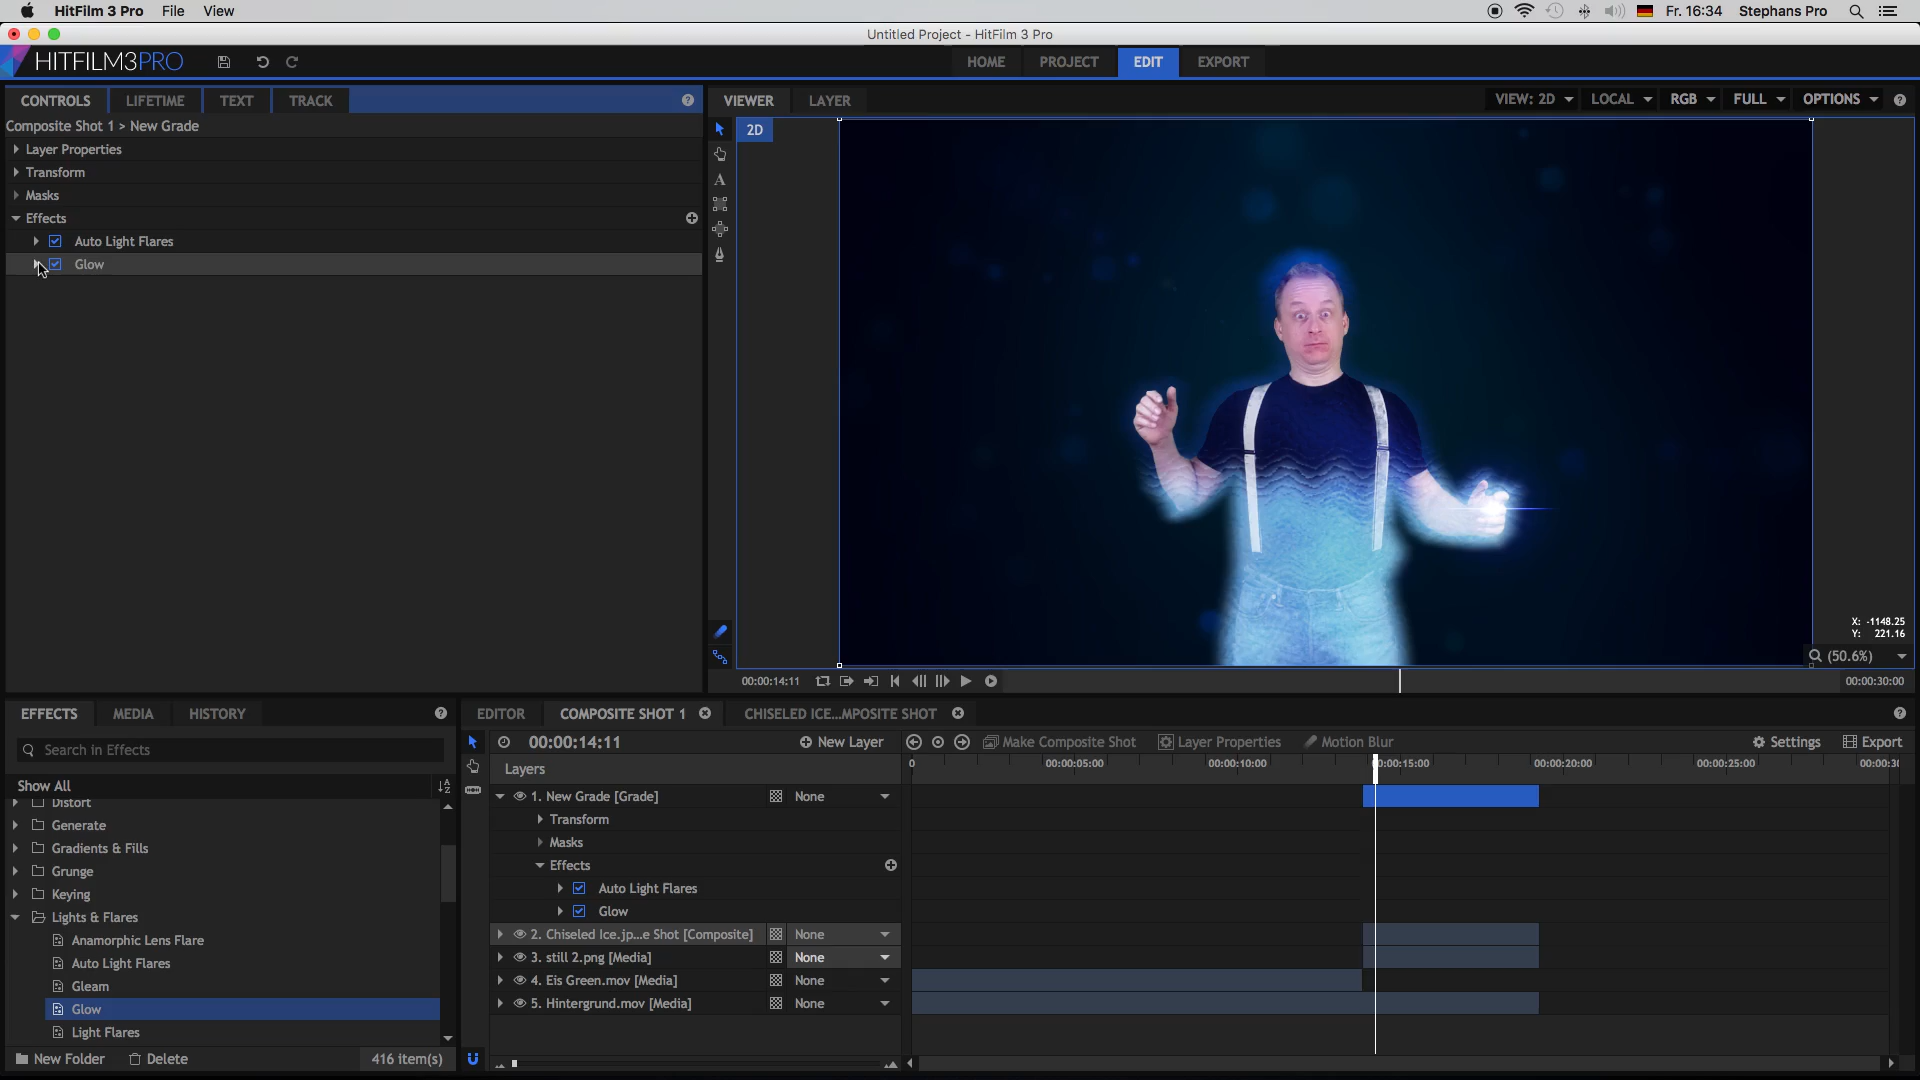 HitFilm 3 Pro File View Fr. 16:34 Stephans Pro
Untitled Project - HitFilm 3 Pro
HITFILM3PRO HOME PROJECT EDIT EXPORT
CONTROLS LIFETIME TEXT TRACK ?
Composite Shot 1 > New Grade
Layer Properties
Transform
Masks
Effects
Auto Light Flares
Glow
VIEWER LAYER VIEW: 2D LOCAL RGB FULL OPTIONS ?
2D
A
X: -1148.25
Y: 221.16
(50.6%)
00:00:14:11 00:00:30:00
EFFECTS MEDIA HISTORY ?
Search in Effects
Show All
Distort
Generate
Gradients & Fills
Grunge
Keying
Lights & Flares
Anamorphic Lens Flare
Auto Light Flares
Gleam
Glow
Light Flares
New Folder Delete 416 item(s)
EDITOR COMPOSITE SHOT 1 CHISELED ICE...MPOSITE SHOT ?
00:00:14:11 New Layer Make Composite Shot Layer Properties Motion Blur Settings Export
Layers 0 00:00:05:00 00:00:10:00 00:00:15:00 00:00:20:00 00:00:25:00
1. New Grade [Grade] None
Transform
Masks
Effects
Auto Light Flares
Glow
2. Chiseled Ice.jp...e Shot [Composite] None
3. still 2.png [Media] None
4. Eis Green.mov [Media] None
5. Hintergrund.mov [Media] None